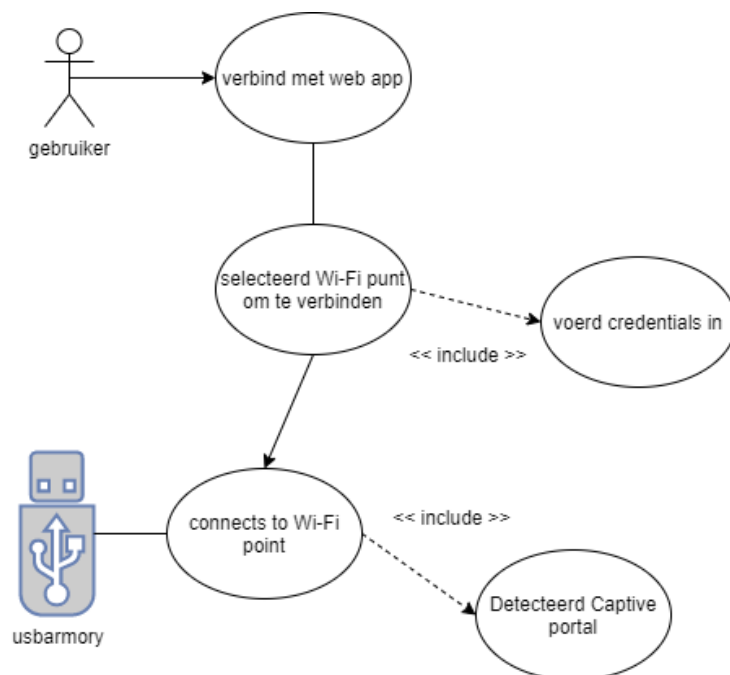 verbind met web app
gebruiker
selecteerd Wi-Fi punt
om te verbinden
voerd credentials in
<< include >>
connects to Wi-Fi
point
<< include >>
Detecteerd Captive
portal
usbarmory